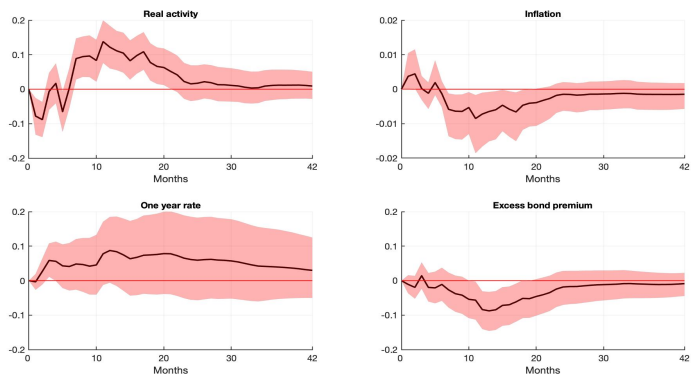 Real activity
0.2
0.1
0
-0.1
-0.2
0 10 20 30 42
Months
Inflation
0.02
0.01
0
-0.01
-0.02
0 10 20 30 42
Months
One year rate
0.2
0.1
0
-0.1
-0.2
0 10 20 30 42
Months
Excess bond premium
0.2
0.1
0
-0.1
-0.2
0 10 20 30 42
Months